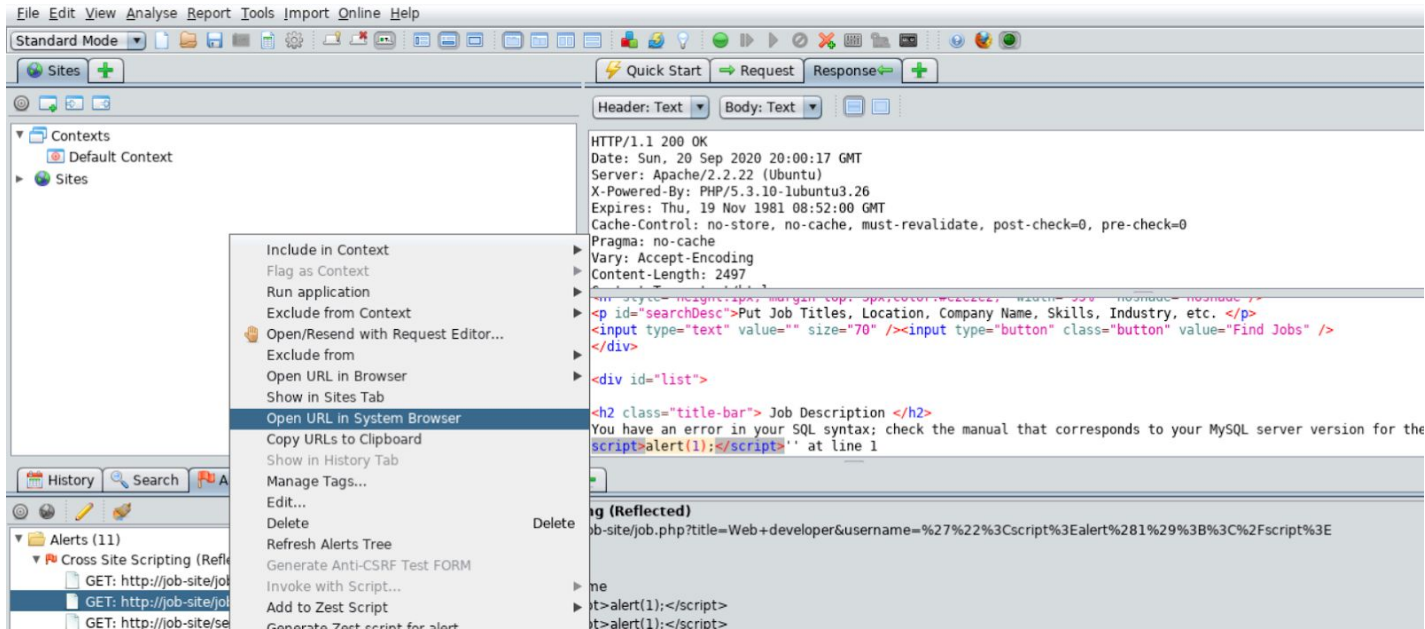 File Edit View Analyse Report Tools Import Online Help
Standard Mode
Sites
Quick Start Request Response
Header: Text Body: Text
Contexts
Default Context
Sites
HTTP/1.1 200 OK
Date: Sun, 20 Sep 2020 20:00:17 GMT
Server: Apache/2.2.22 (Ubuntu)
X-Powered-By: PHP/5.3.10-1ubuntu3.26
Expires: Thu, 19 Nov 1981 08:52:00 GMT
Cache-Control: no-store, no-cache, must-revalidate, post-check=0, pre-check=0
Pragma: no-cache
Vary: Accept-Encoding
Content-Length: 2497
<p id="searchDesc">Put Job Titles, Location, Company Name, Skills, Industry, etc. </p>
<input type="text" value="" size="70" /><input type="button" class="button" value="Find Jobs" />
</div>
<div id="list">
<h2 class="title-bar"> Job Description </h2>
You have an error in your SQL syntax; check the manual that corresponds to your MySQL server version for the
script>alert(1);</script>'' at line 1
Include in Context
Flag as Context
Run application
Exclude from Context
Open/Resend with Request Editor...
Exclude from
Open URL in Browser
Show in Sites Tab
Open URL in System Browser
Copy URLs to Clipboard
Show in History Tab
Manage Tags...
Edit...
Delete Delete
Refresh Alerts Tree
Generate Anti-CSRF Test FORM
Invoke with Script...
Add to Zest Script
Generate Zest script for alert
History Search A
Alerts (11)
Cross Site Scripting (Refle
GET: http://job-site/job
GET: http://job-site/job
GET: http://job-site/se
ng (Reflected)
ob-site/job.php?title=Web+developer&username=%27%22%3Cscript%3Ealert%281%29%3B%3C%2Fscript%3E
me
pt>alert(1);</script>
pt>alert(1);</script>